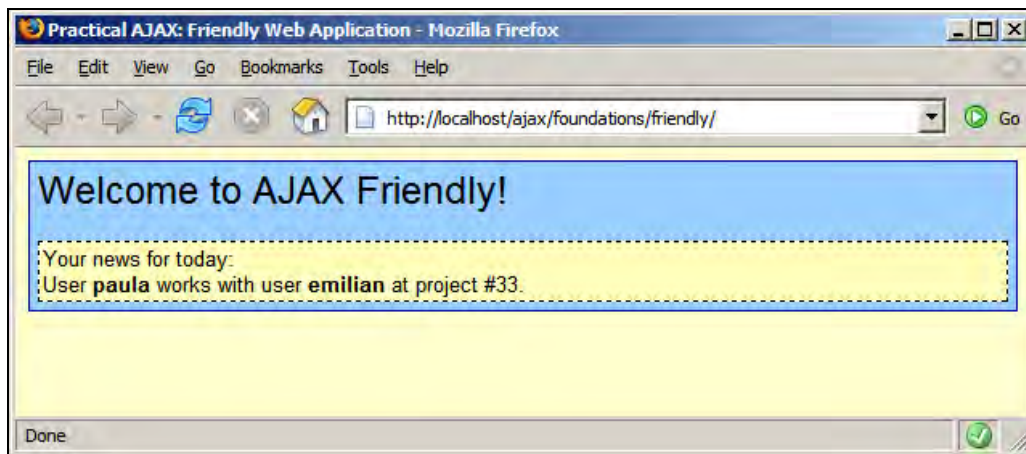 Practical AJAX: Friendly Web Application - Mozilla Firefox
File Edit View Go Bookmarks Tools Help
http://localhost/ajax/foundations/friendly/ Go
Welcome to AJAX Friendly!
Your news for today:
User paula works with user emilian at project #33.
Done